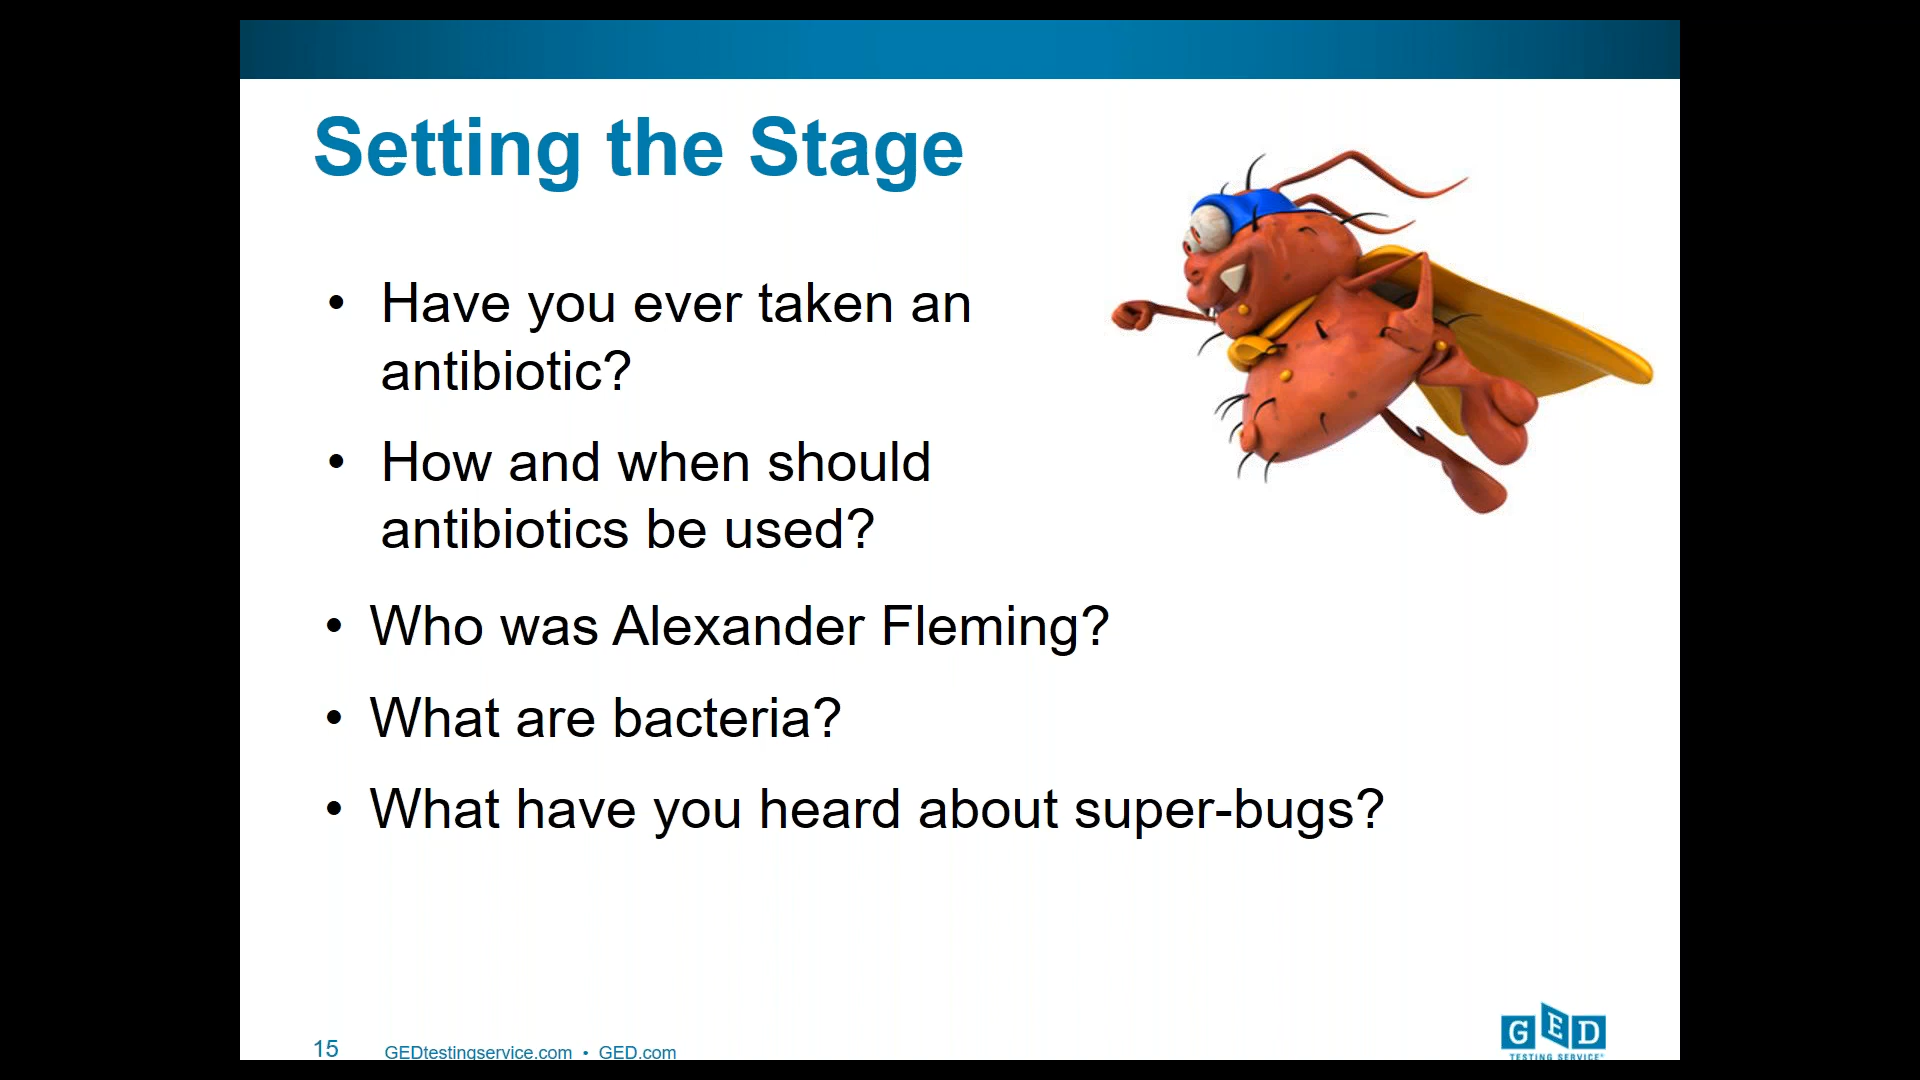 Setting the Stage
• Have you ever taken an
antibiotic?
• How and when should
antibiotics be used?
• Who was Alexander Fleming?
• What are bacteria?
• What have you heard about super-bugs?
15 GEDtestingservice.com • GED.com
GED
TESTING SERVICE